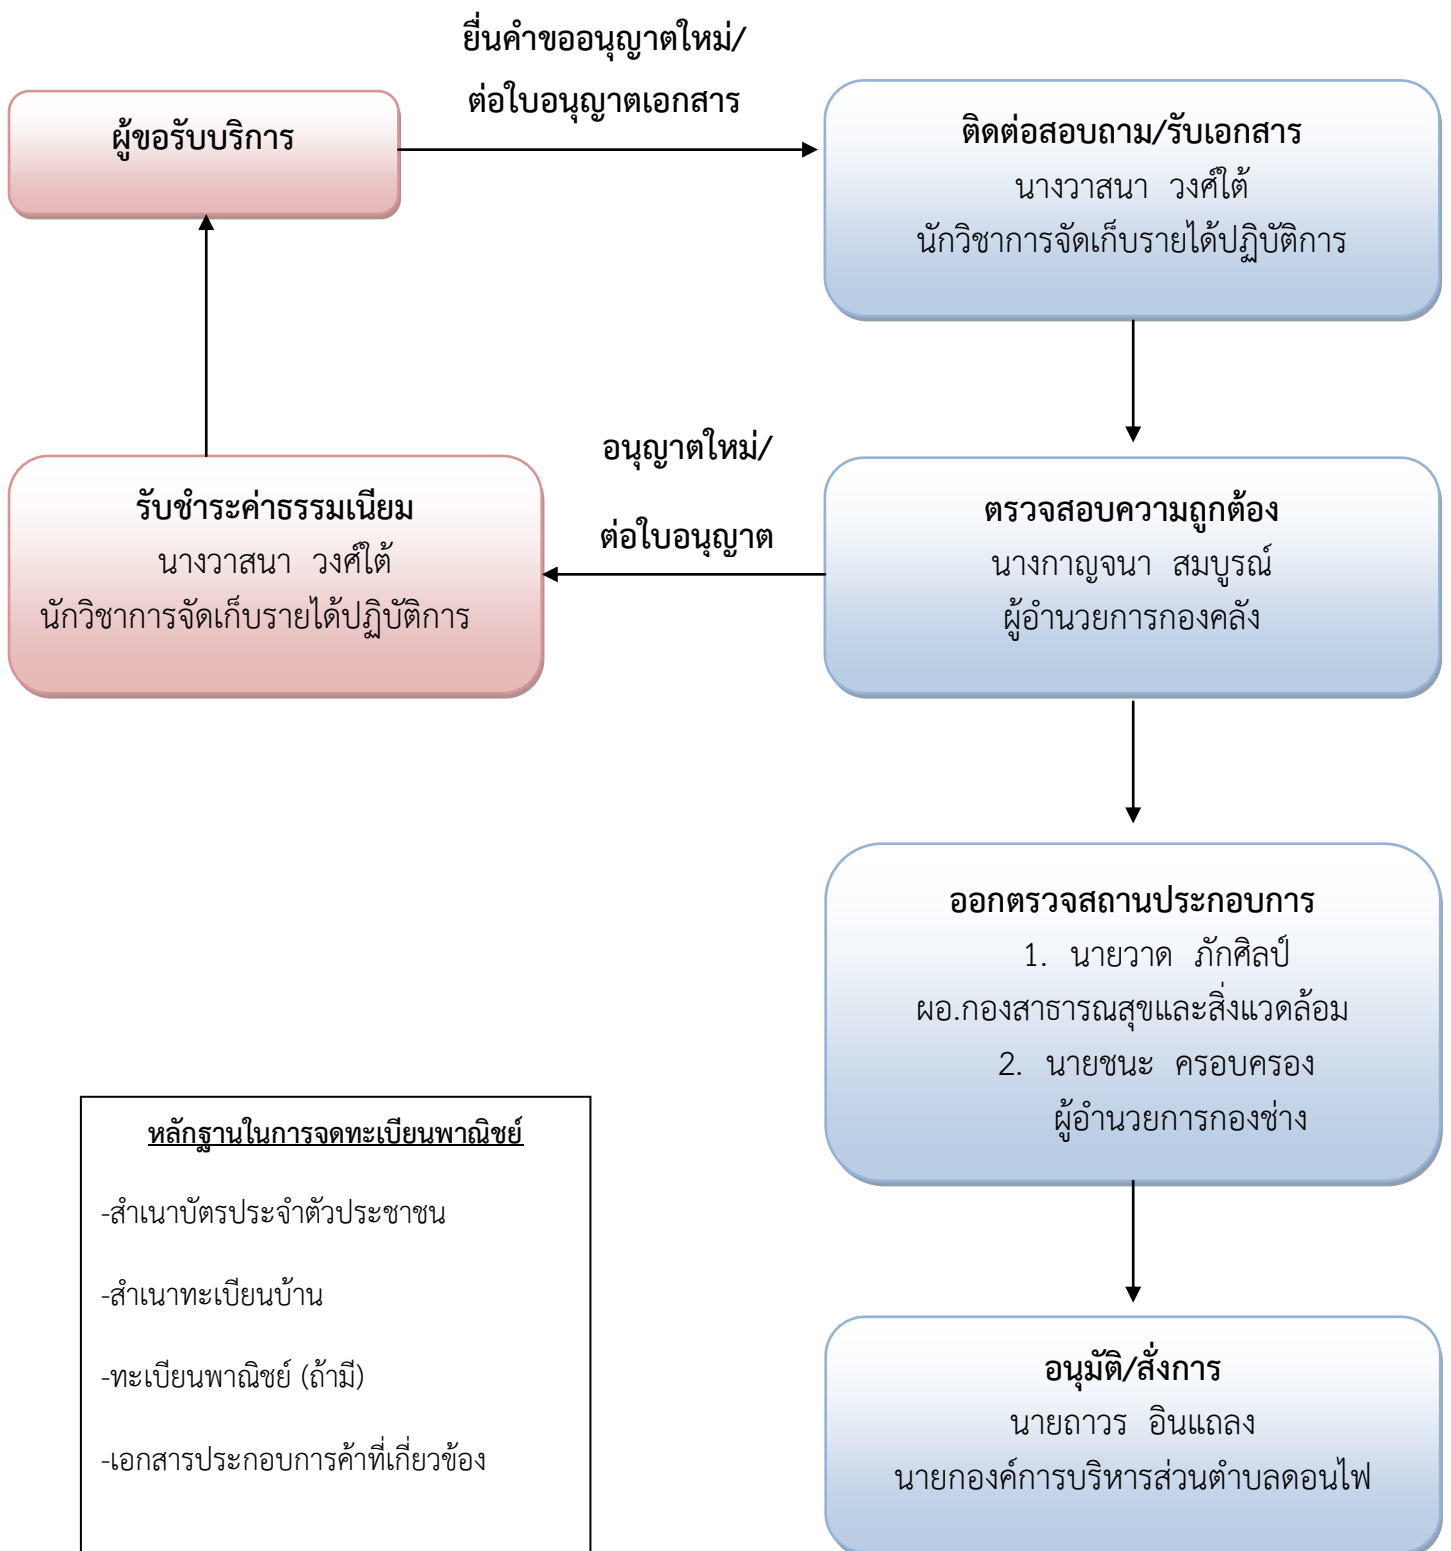 ยื่นคำขออนุญาตใหม่/
ต่อใบอนุญาตเอกสาร
ผู้ขอรับบริการ
ติดต่อสอบถาม/รับเอกสาร
นางวาสนา วงศ์ใต้
นักวิชาการจัดเก็บรายได้ปฏิบัติการ
อนุญาตใหม่/
ต่อใบอนุญาต
รับชำระค่าธรรมเนียม
นางวาสนา วงศ์ใต้
นักวิชาการจัดเก็บรายได้ปฏิบัติการ
ตรวจสอบความถูกต้อง
นางกาญจนา สมบูรณ์
ผู้อำนวยการกองคลัง
ออกตรวจสถานประกอบการ
1. นายวาด ภักศิลป์
ผอ.กองสาธารณสุขและสิ่งแวดล้อม
2. นายชนะ ครอบครอง
ผู้อำนวยการกองช่าง
หลักฐานในการจดทะเบียนพาณิชย์
-สำเนาบัตรประจำตัวประชาชน
-สำเนาทะเบียนบ้าน
-ทะเบียนพาณิชย์ (ถ้ามี)
-เอกสารประกอบการค้าที่เกี่ยวข้อง
อนุมัติ/สั่งการ
นายถาวร อินแถลง
นายกองค์การบริหารส่วนตำบลดอนไฟ